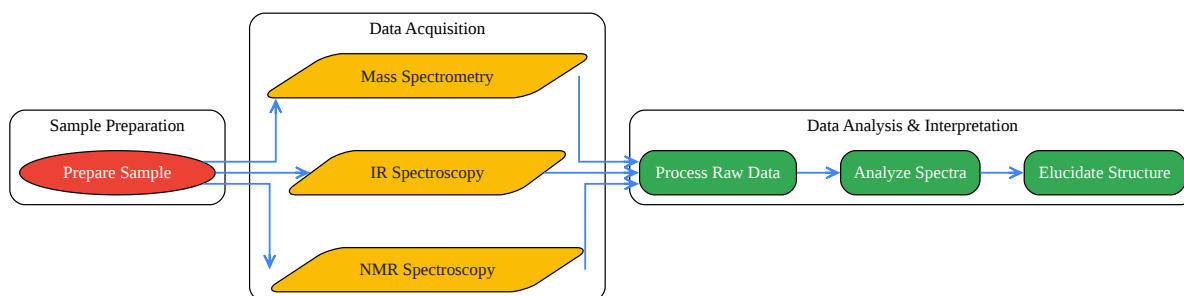 Sample Preparation
Prepare Sample
Data Acquisition
Mass Spectrometry
IR Spectroscopy
NMR Spectroscopy
Data Analysis & Interpretation
Process Raw Data
Analyze Spectra
Elucidate Structure